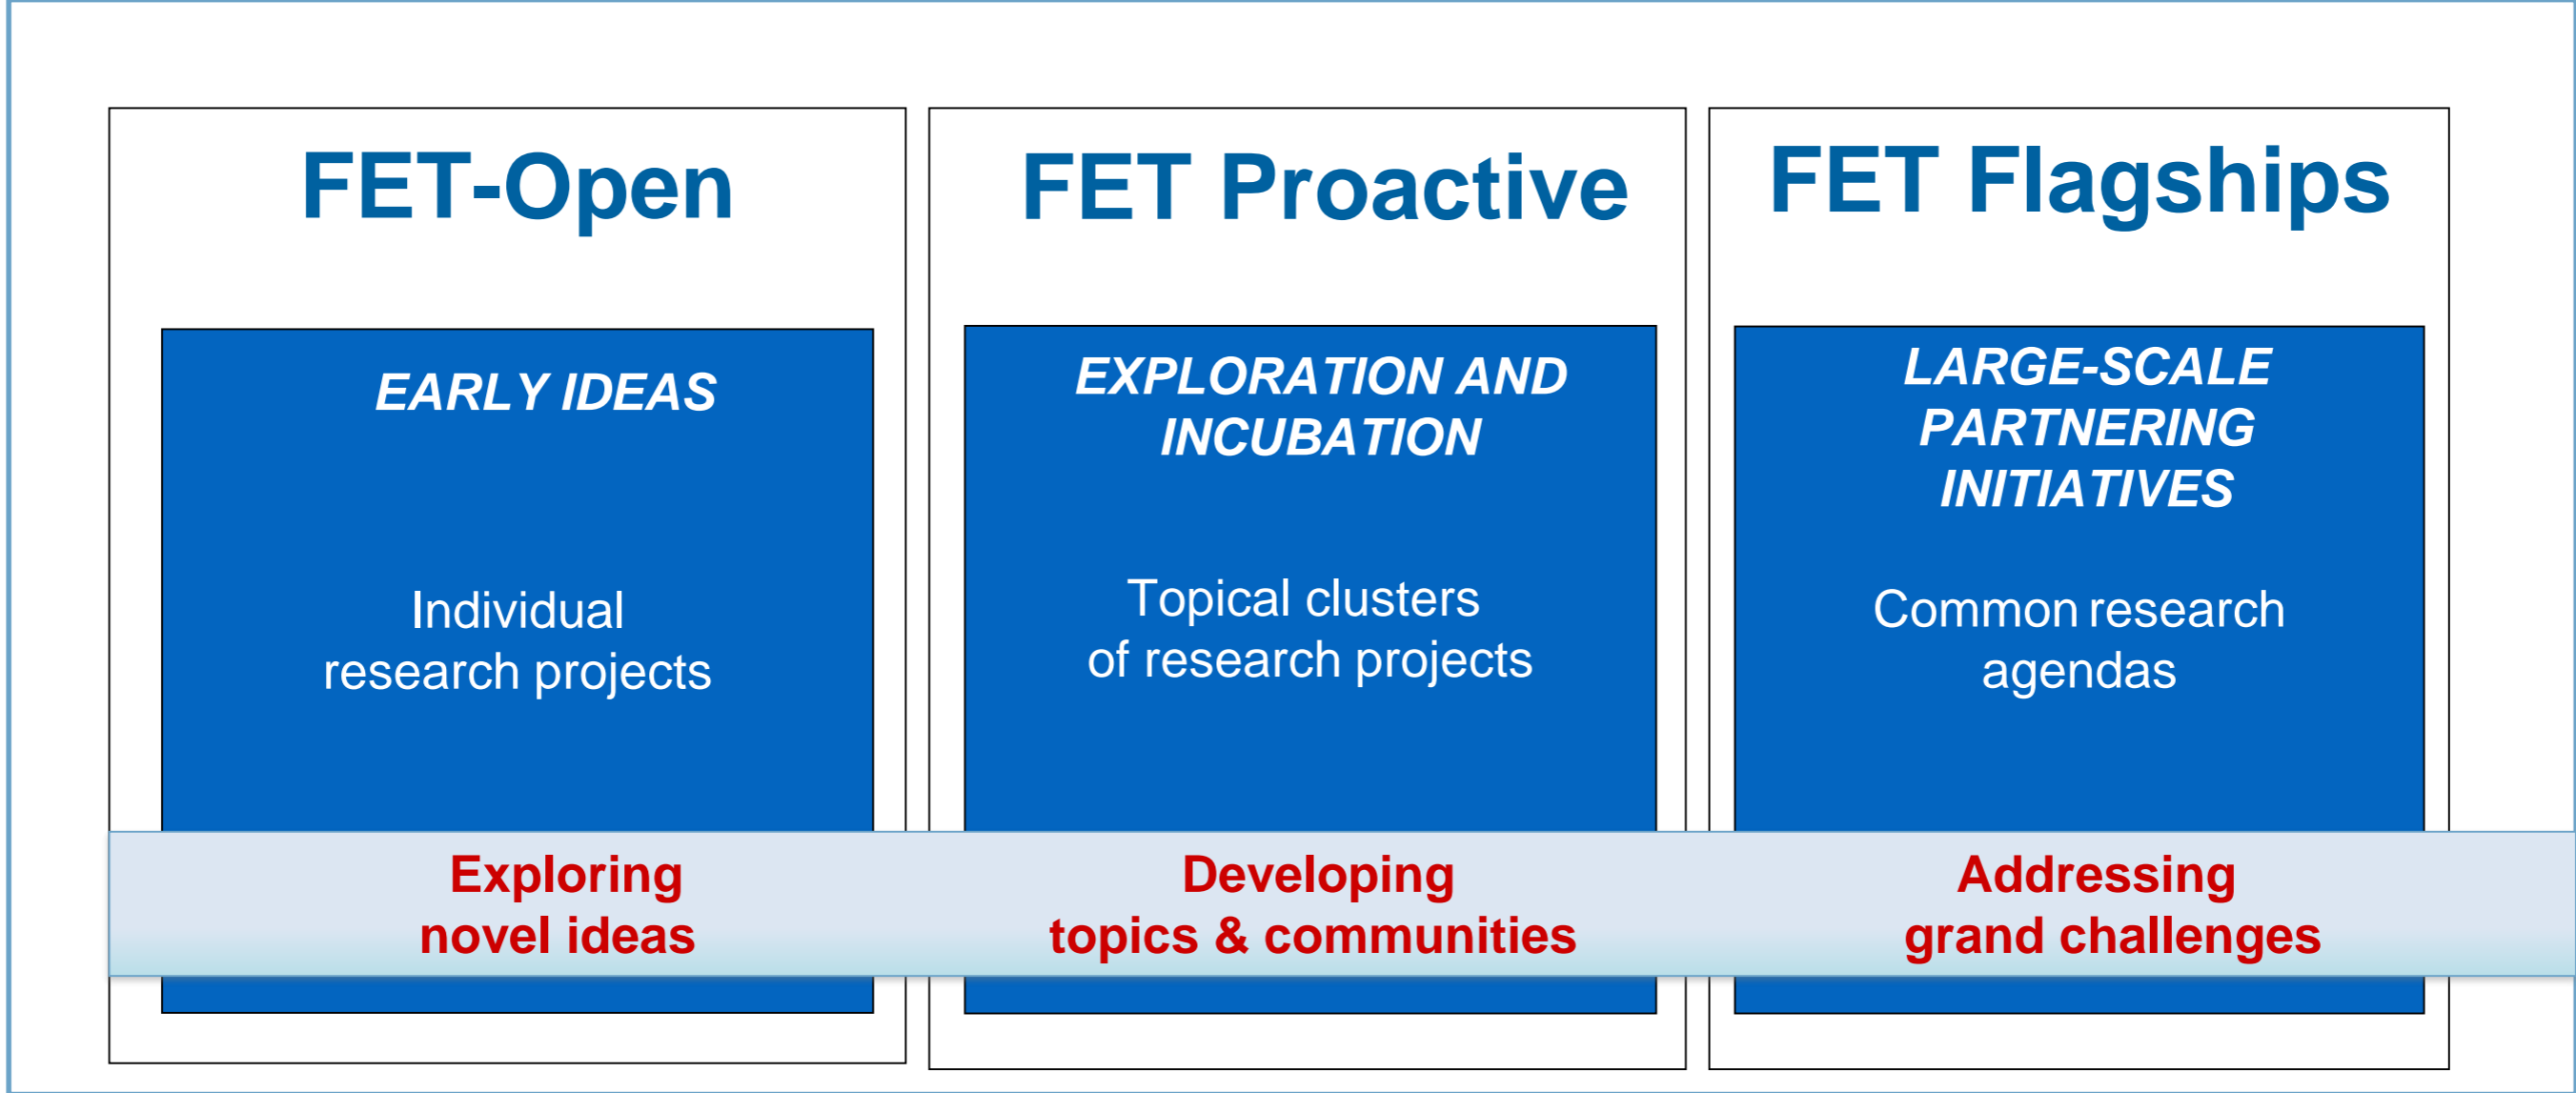 FET-Open
EARLY IDEAS
Individual
research projects
Exploring
novel ideas
FET Proactive
EXPLORATION AND
INCUBATION
Topical clusters
of research projects
Developing
topics & communities
FET Flagships
LARGE-SCALE
PARTNERING
INITIATIVES
Common research
agendas
Addressing
grand challenges